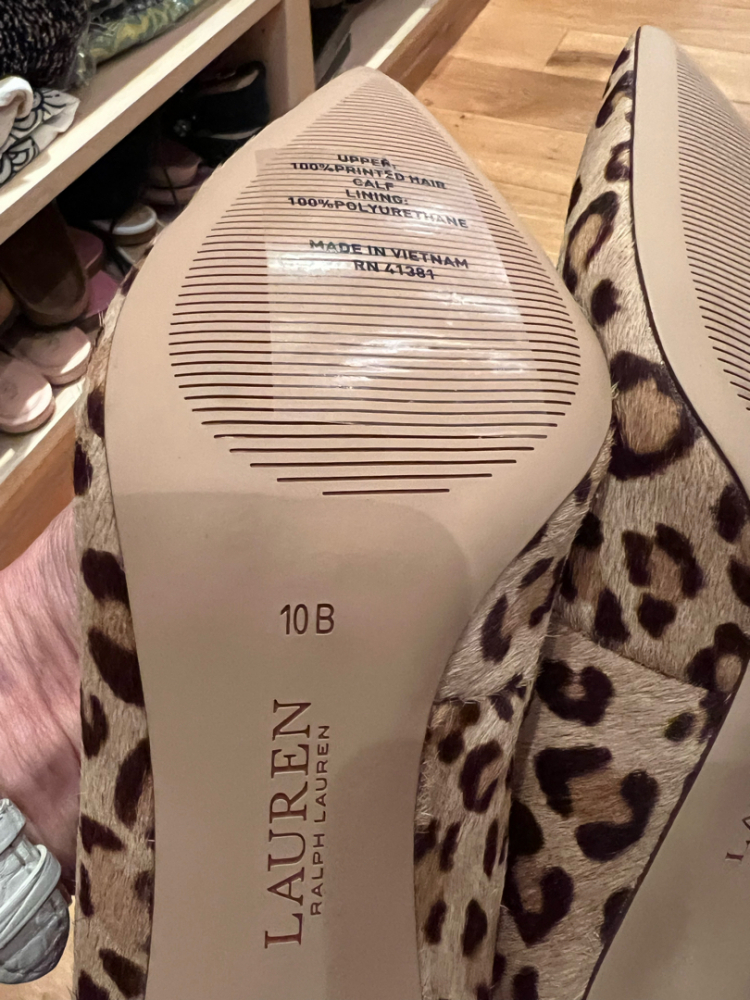 UPPER:
100%PRINTED HAIR
CALF
LINING:
100%POLYURETHANE
MADE IN VIETNAM
RN 41381
10 B
LAUREN
RALPH LAUREN